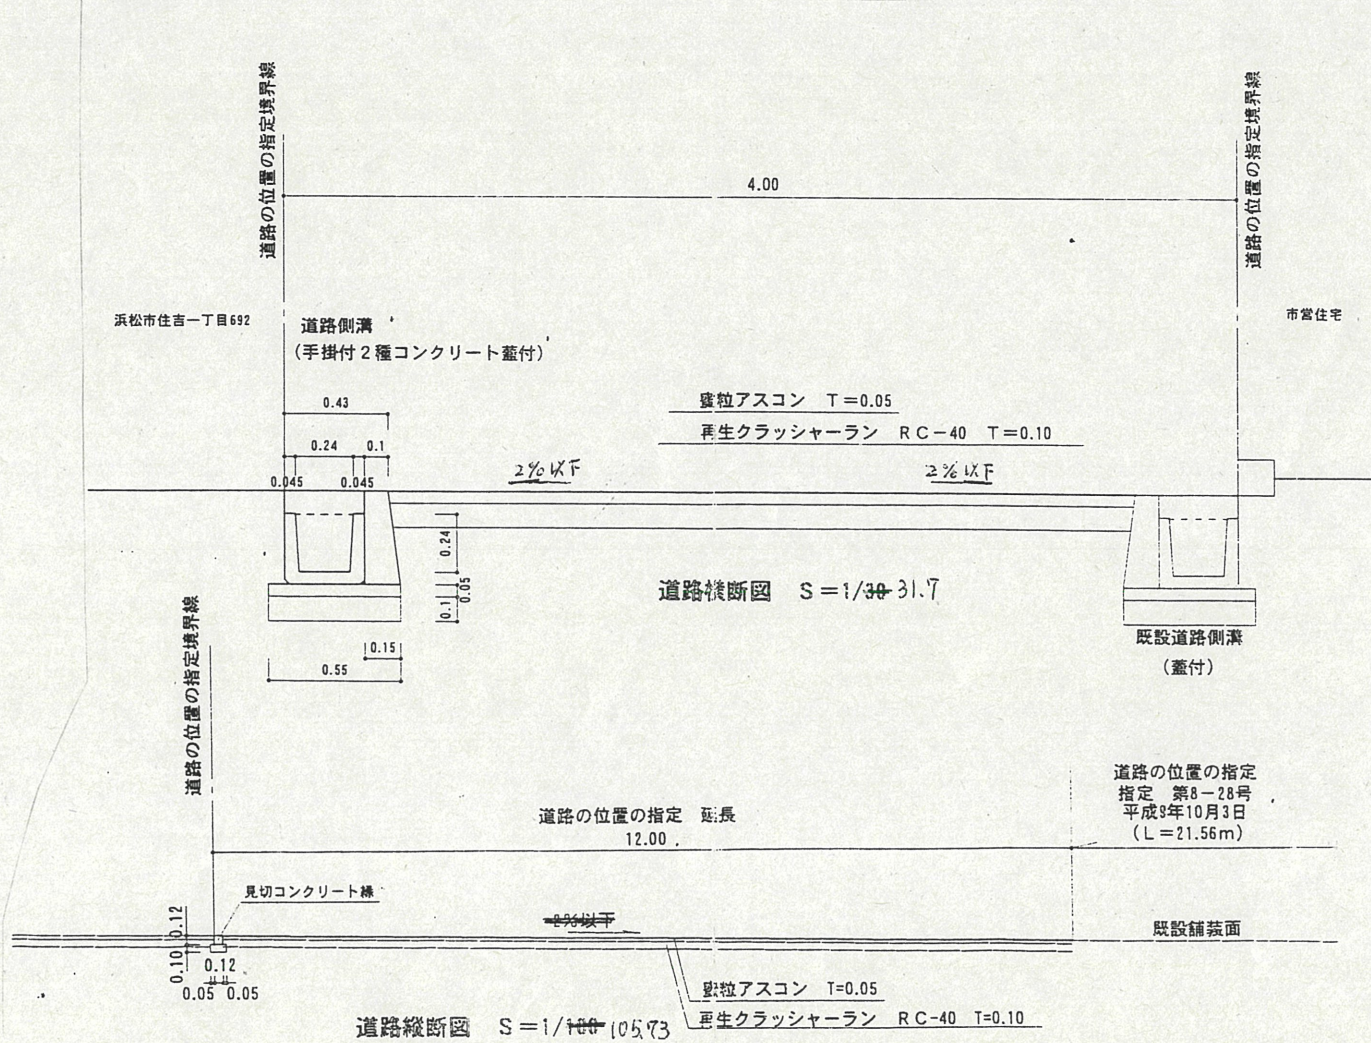 道路の位置の指定境界線
道路の位置の指定境界線
4.00
浜松市住吉一丁目692
市営住宅
道路側溝
(手掛付2種コンクリート蓋付)
0.43
0.24
0.1
0.045
0.045
密粒アスコン T=0.05
再生クラッシャーラン RC-40 T=0.10
2%以下
2%以下
0.24
0.05
0.1
0.15
0.55
道路横断図 S=1/30 31.7
既設道路側溝
(蓋付)
道路の位置の指定境界線
道路の位置の指定 延長
12.00
道路の位置の指定
指定 第8-28号
平成9年10月3日
(L=21.56m)
見切コンクリート縁
0.12
0.10
0.12
0.05
0.05
2%以下
既設舗装面
密粒アスコン T=0.05
再生クラッシャーラン RC-40 T=0.10
道路縦断図 S=1/100 105.73